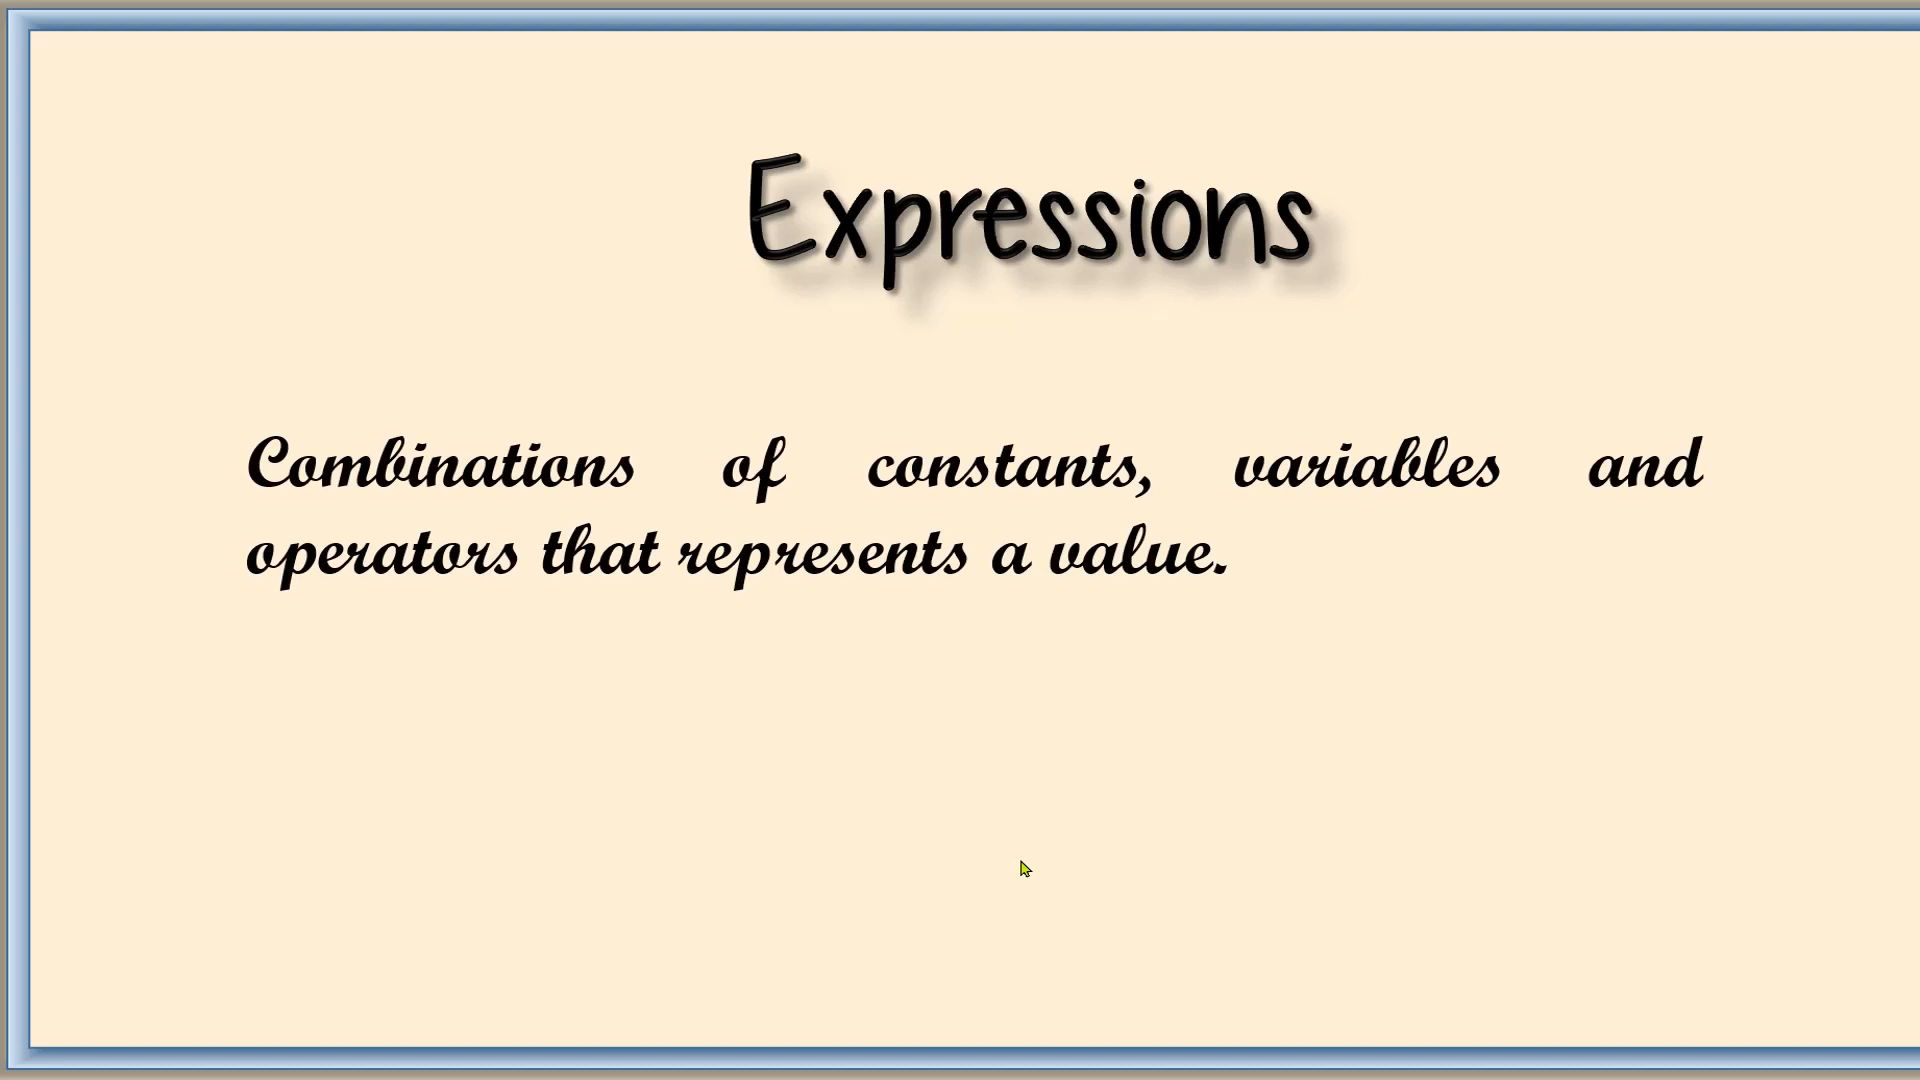 Expressions
Combinations of constants, variables and
operators that represents a value.